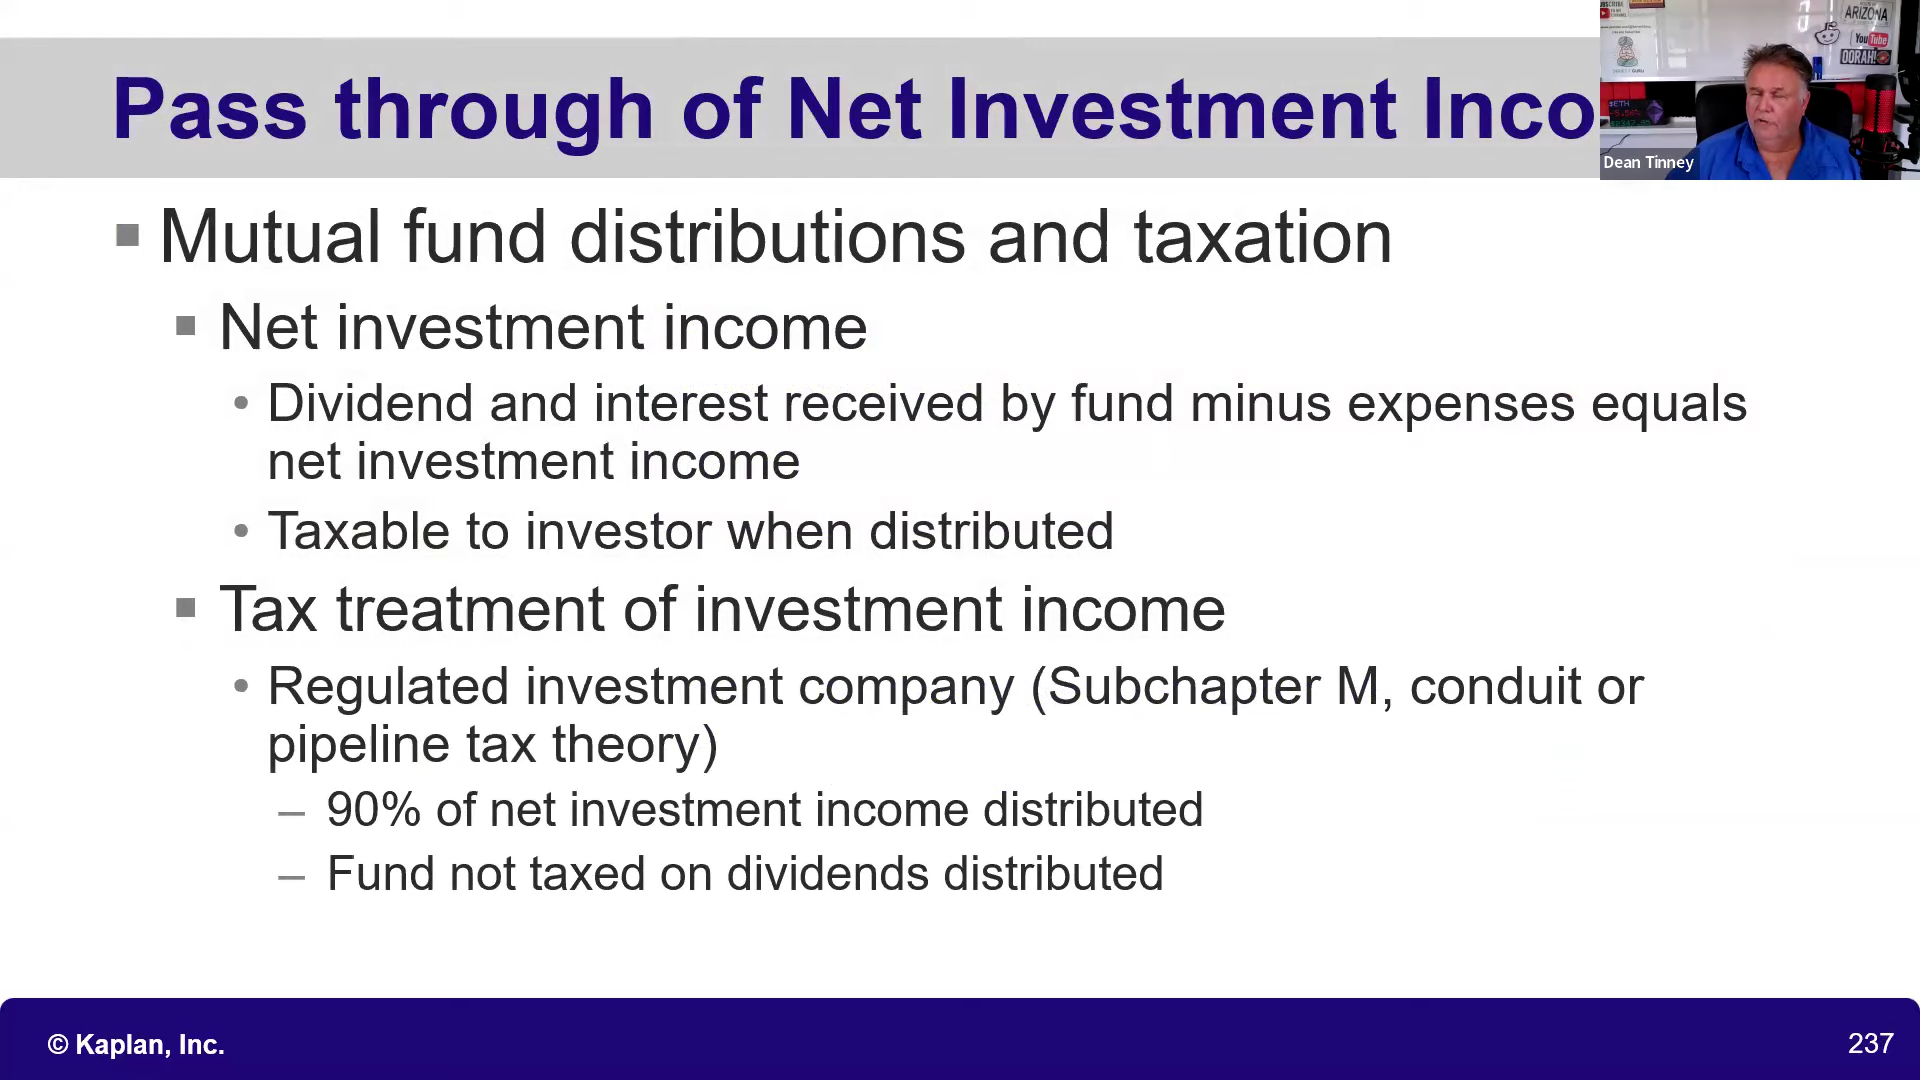 Pass through of Net Investment Inco
ARIZONA
YouTube
OORAH!
$ETH
Dean Tinney
Mutual fund distributions and taxation
Net investment income
Dividend and interest received by fund minus expenses equals
net investment income
Taxable to investor when distributed
Tax treatment of investment income
Regulated investment company (Subchapter M, conduit or
pipeline tax theory)
– 90% of net investment income distributed
– Fund not taxed on dividends distributed
© Kaplan, Inc.
237